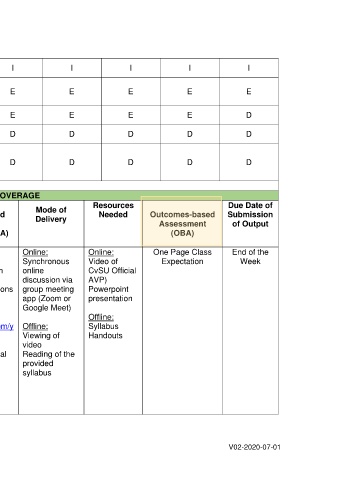 I I I I I
E E E E E
E E E E D
D D D D D
D D D D D
OVERAGE
d
A)
Mode of
Delivery
Resources
Needed
Outcomes-based
Assessment
(OBA)
Due Date of
Submission
of Output
n
ons
m/y
al
Online:
Synchronous
online
discussion via
group meeting
app (Zoom or
Google Meet)
Offline:
Viewing of
video
Reading of the
provided
syllabus
Online:
Video of
CvSU Official
AVP)
Powerpoint
presentation
Offline:
Syllabus
Handouts
One Page Class
Expectation
End of the
Week
V02-2020-07-01